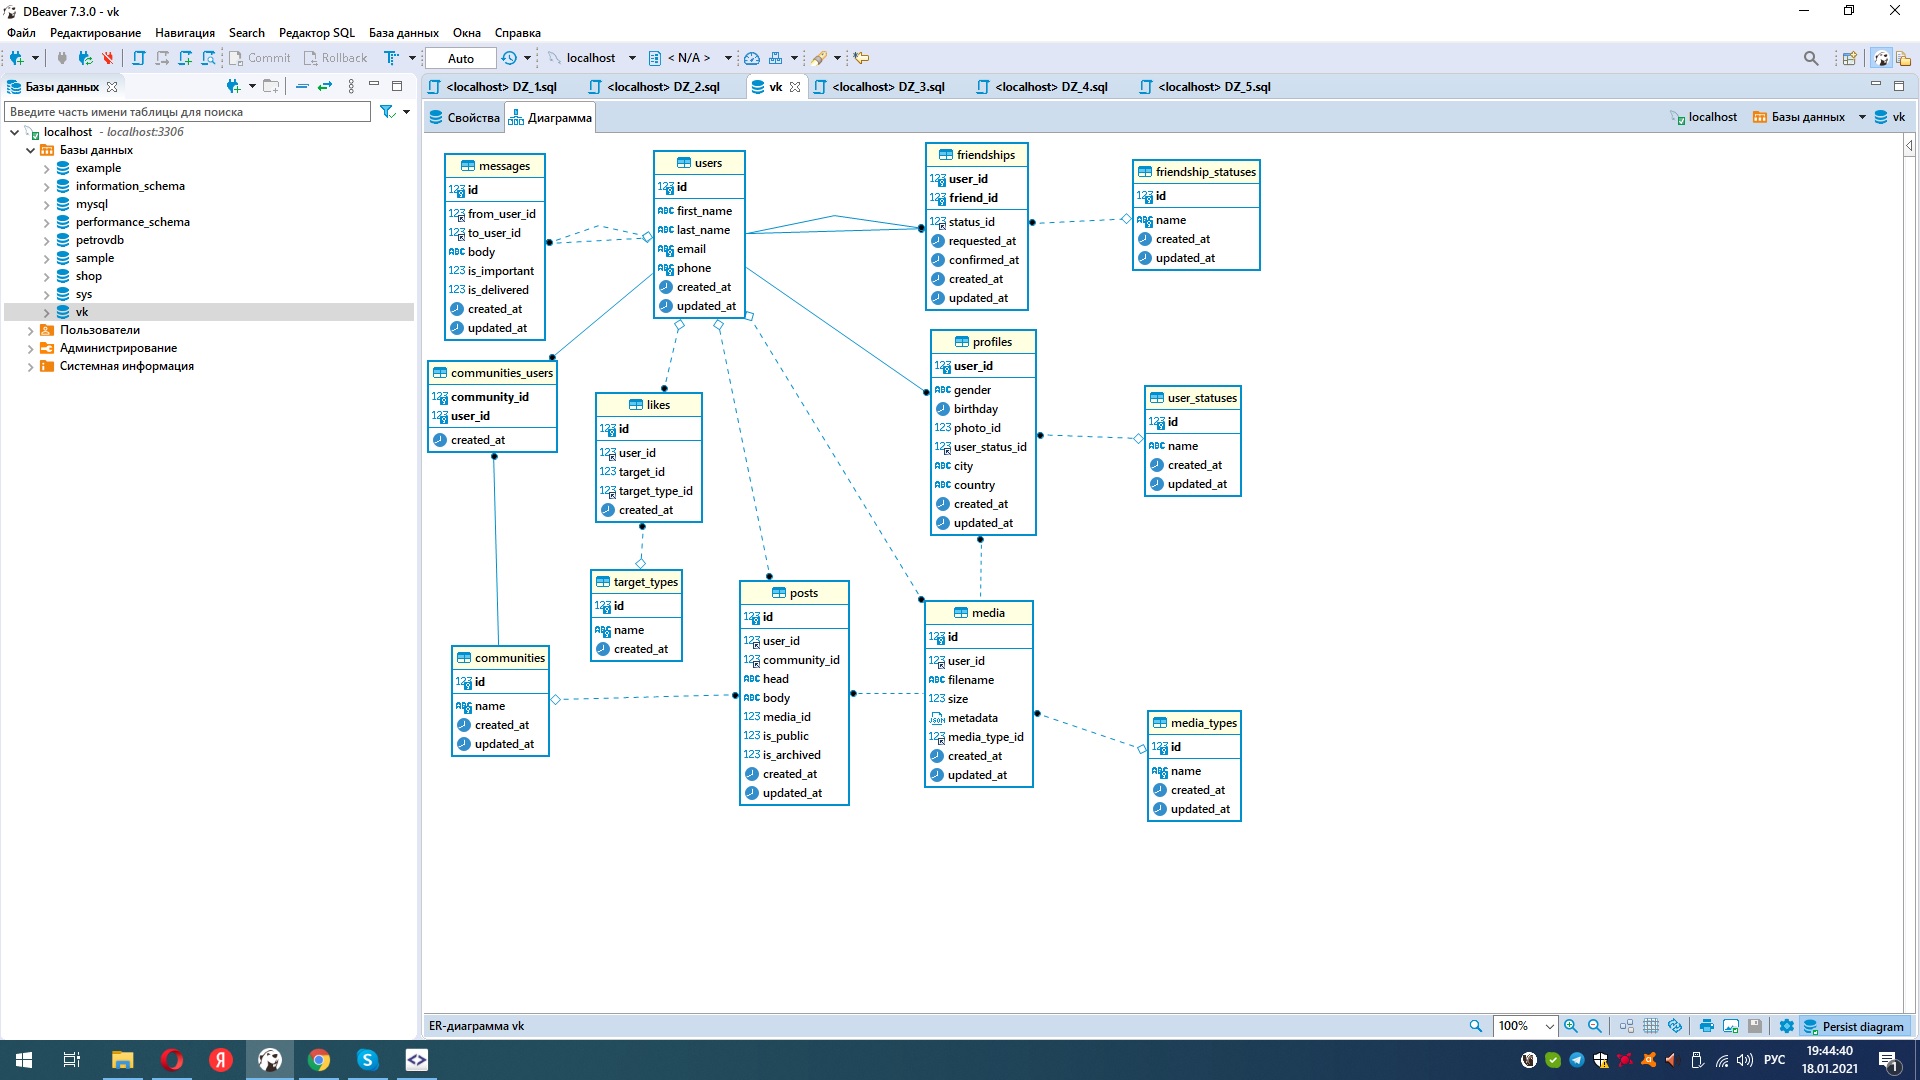 DBeaver 7.3.0 - vk
Файл Редактирование Навигация Search Редактор SQL База данных Окна Справка
Commit Rollback Auto localhost < N/A >
Базы данных
<localhost> DZ_1.sql <localhost> DZ_2.sql vk <localhost> DZ_3.sql <localhost> DZ_4.sql <localhost> DZ_5.sql
Введите часть имени таблицы для поиска
Свойства Диаграмма localhost Базы данных vk
localhost - localhost:3306
Базы данных
example
information_schema
mysql
performance_schema
petrovdb
sample
shop
sys
vk
Пользователи
Администрирование
Системная информация
messages
id
from_user_id
to_user_id
body
is_important
is_delivered
created_at
updated_at
users
id
first_name
last_name
email
phone
created_at
updated_at
friendships
user_id
friend_id
status_id
requested_at
confirmed_at
created_at
updated_at
friendship_statuses
id
name
created_at
updated_at
communities_users
community_id
user_id
created_at
likes
id
user_id
target_id
target_type_id
created_at
profiles
user_id
gender
birthday
photo_id
user_status_id
city
country
created_at
updated_at
user_statuses
id
name
created_at
updated_at
target_types
id
name
created_at
communities
id
name
created_at
updated_at
posts
id
user_id
community_id
head
body
media_id
is_public
is_archived
created_at
updated_at
media
id
user_id
filename
size
metadata
media_type_id
created_at
updated_at
media_types
id
name
created_at
updated_at
ER-диаграмма vk 100% Persist diagram
РУС
19:44:40
18.01.2021
1